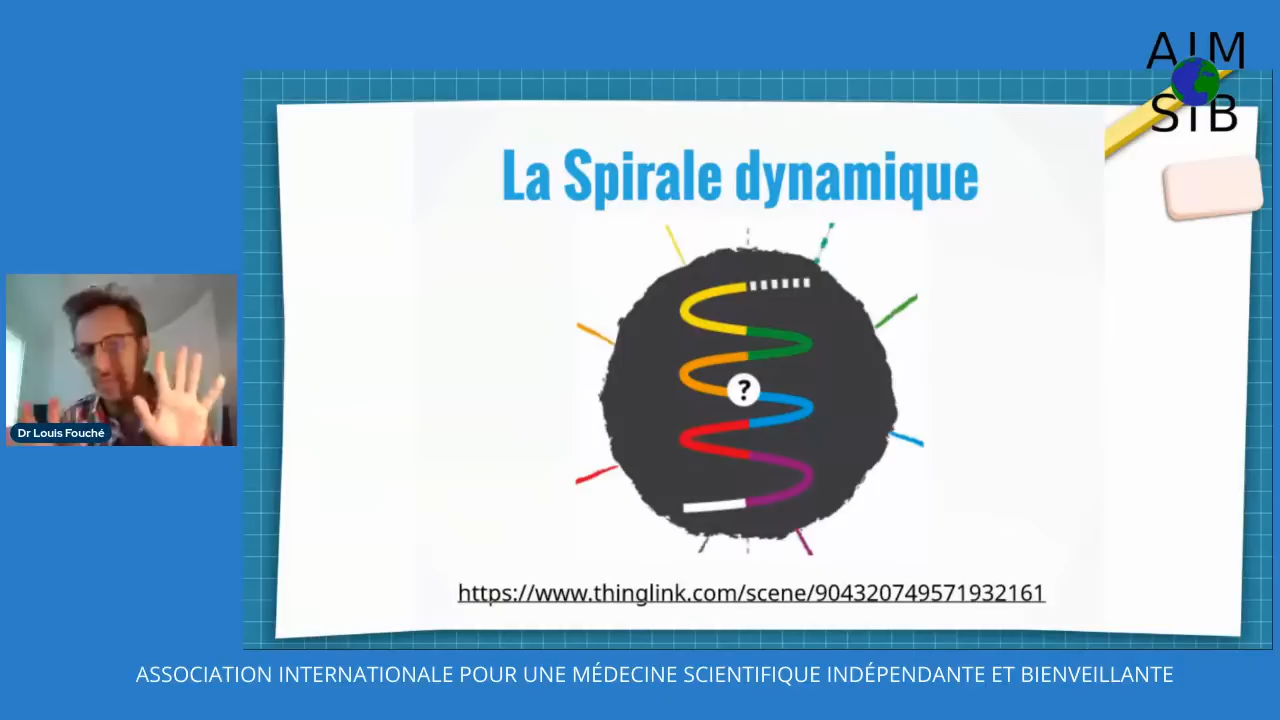 AIM
SIB
La Spirale dynamique
?
Dr Louis Fouché
https://www.thinglink.com/scene/904320749571932161
ASSOCIATION INTERNATIONALE POUR UNE MÉDECINE SCIENTIFIQUE INDÉPENDANTE ET BIENVEILLANTE